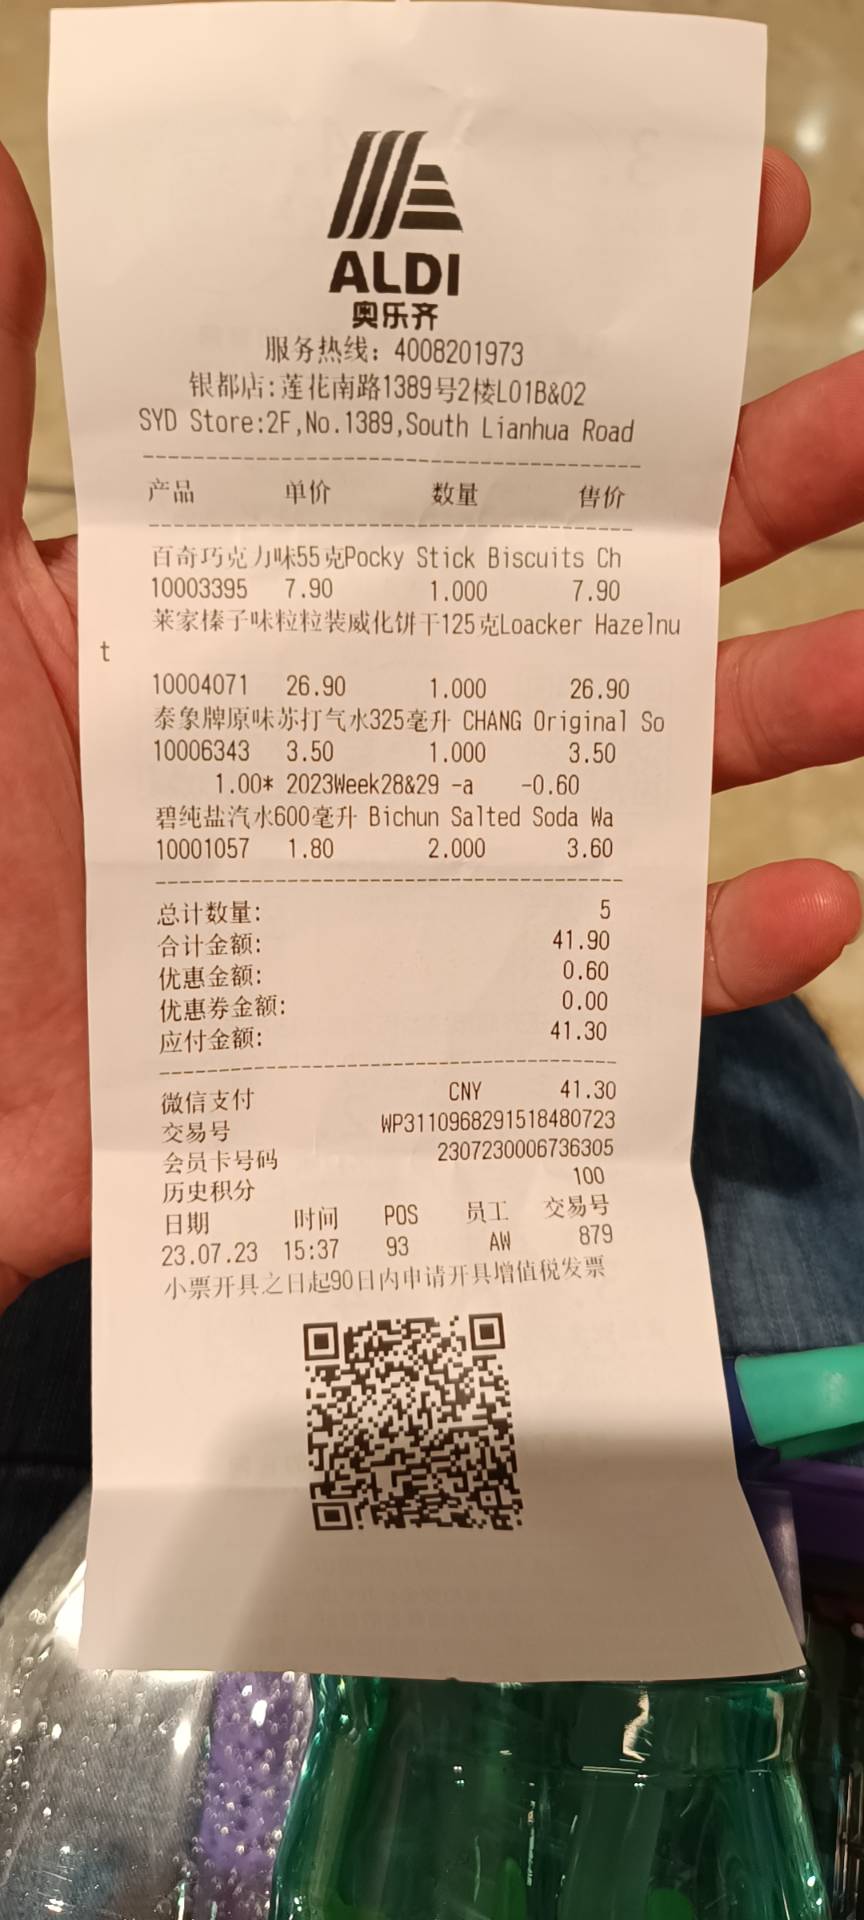 ALDI
奥乐齐
服务热线: 4008201973
银都店:莲花南路1389号2楼L01B&02
SYD Store:2F,No.1389,South Lianhua Road
产品 单价 数量 售价
百奇巧克力味55克Pocky Stick Biscuits Ch
10003395 7.90 1.000 7.90
莱家榛子味粒粒装威化饼干125克Loacker Hazelnu
t
10004071 26.90 1.000 26.90
泰象牌原味苏打气水325毫升 CHANG Original So
10006343 3.50 1.000 3.50
1.00* 2023Week28&29 -a -0.60
碧纯盐汽水600毫升 Bichun Salted Soda Wa
10001057 1.80 2.000 3.60
总计数量: 5
合计金额: 41.90
优惠金额: 0.60
优惠券金额: 0.00
应付金额: 41.30
微信支付 CNY 41.30
交易号 WP3110968291518480723
会员卡号码 2307230006736305
历史积分 100
日期 时间 POS 员工 交易号
23.07.23 15:37 93 AW 879
小票开具之日起90日内申请开具增值税发票